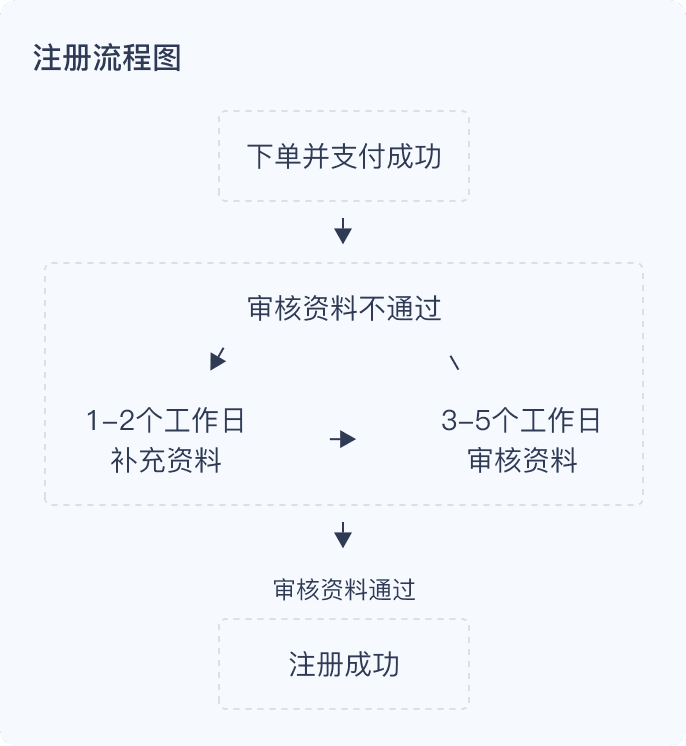 注册流程图
下单并支付成功
审核资料不通过
1-2个工作日
补充资料
3-5个工作日
审核资料
审核资料通过
注册成功